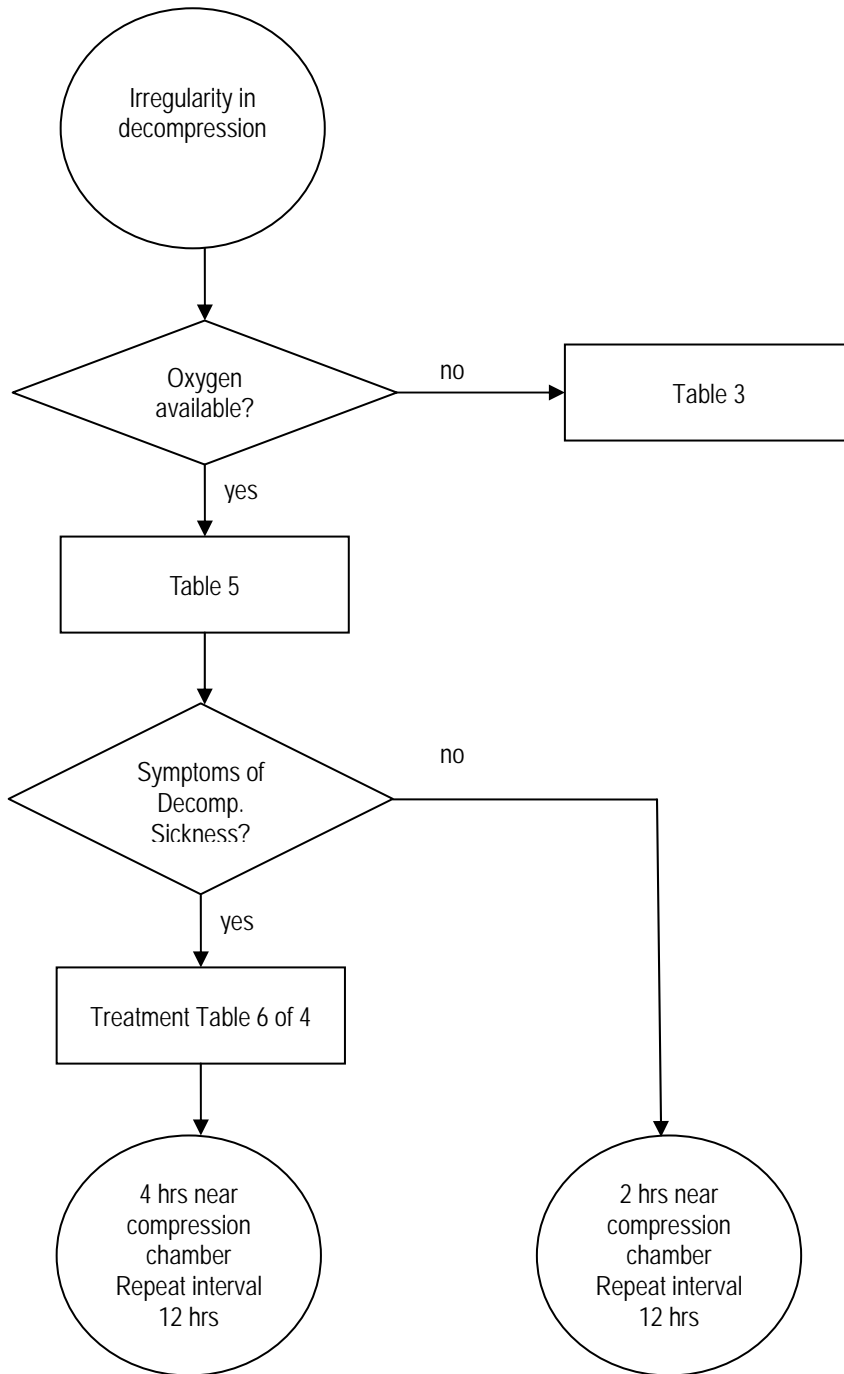 Irregularity in
decompression
Oxygen
available?
no
Table 3
yes
Table 5
Symptoms of
Decomp.
Sickness?
no
yes
Treatment Table 6 of 4
4 hrs near
compression
chamber
Repeat interval
12 hrs
2 hrs near
compression
chamber
Repeat interval
12 hrs